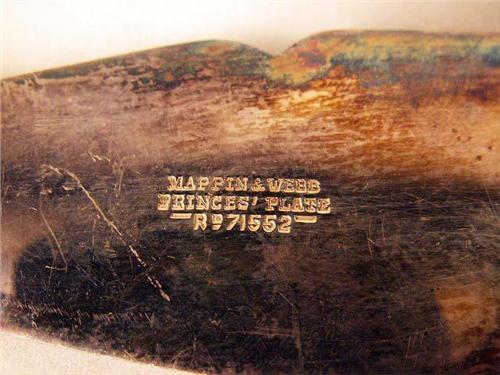 MAPPIN & WEBB
PRINCES' PLATE
RD 71552